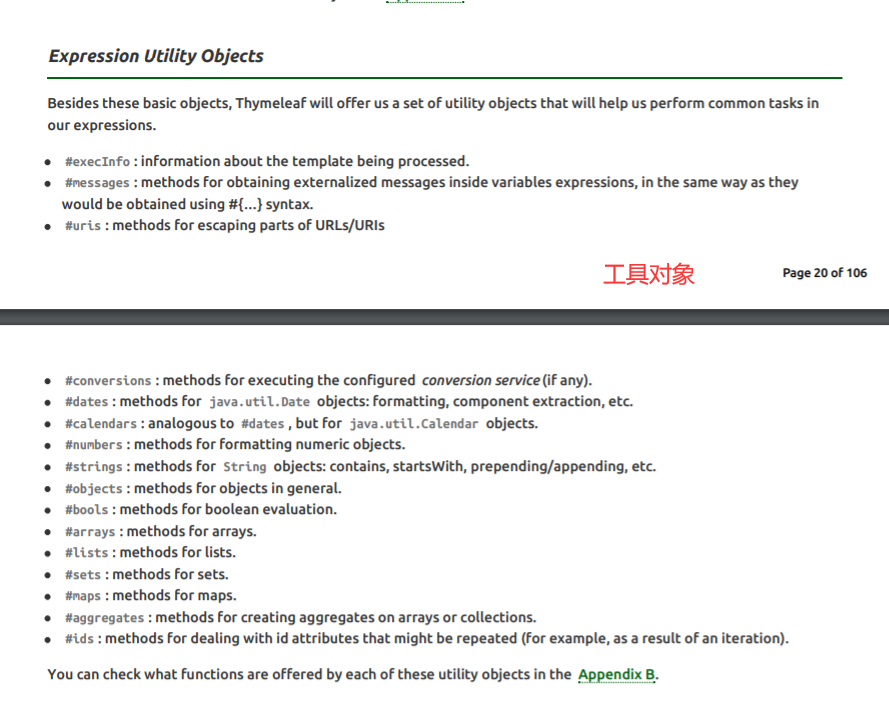 Expression Utility Objects
Besides these basic objects, Thymeleaf will offer us a set of utility objects that will help us perform common tasks in
our expressions.
#execInfo : information about the template being processed.
#messages : methods for obtaining externalized messages inside variables expressions, in the same way as they
would be obtained using #{...} syntax.
#uris : methods for escaping parts of URLs/URIs
工具对象
Page 20 of 106
#conversions : methods for executing the configured conversion service (if any).
#dates : methods for java.util.Date objects: formatting, component extraction, etc.
#calendars : analogous to #dates , but for java.util.Calendar objects.
#numbers : methods for formatting numeric objects.
#strings : methods for String objects: contains, startsWith, prepending/appending, etc.
#objects : methods for objects in general.
#bools : methods for boolean evaluation.
#arrays : methods for arrays.
#lists : methods for lists.
#sets : methods for sets.
#maps : methods for maps.
#aggregates : methods for creating aggregates on arrays or collections.
#ids : methods for dealing with id attributes that might be repeated (for example, as a result of an iteration).
You can check what functions are offered by each of these utility objects in the Appendix B.